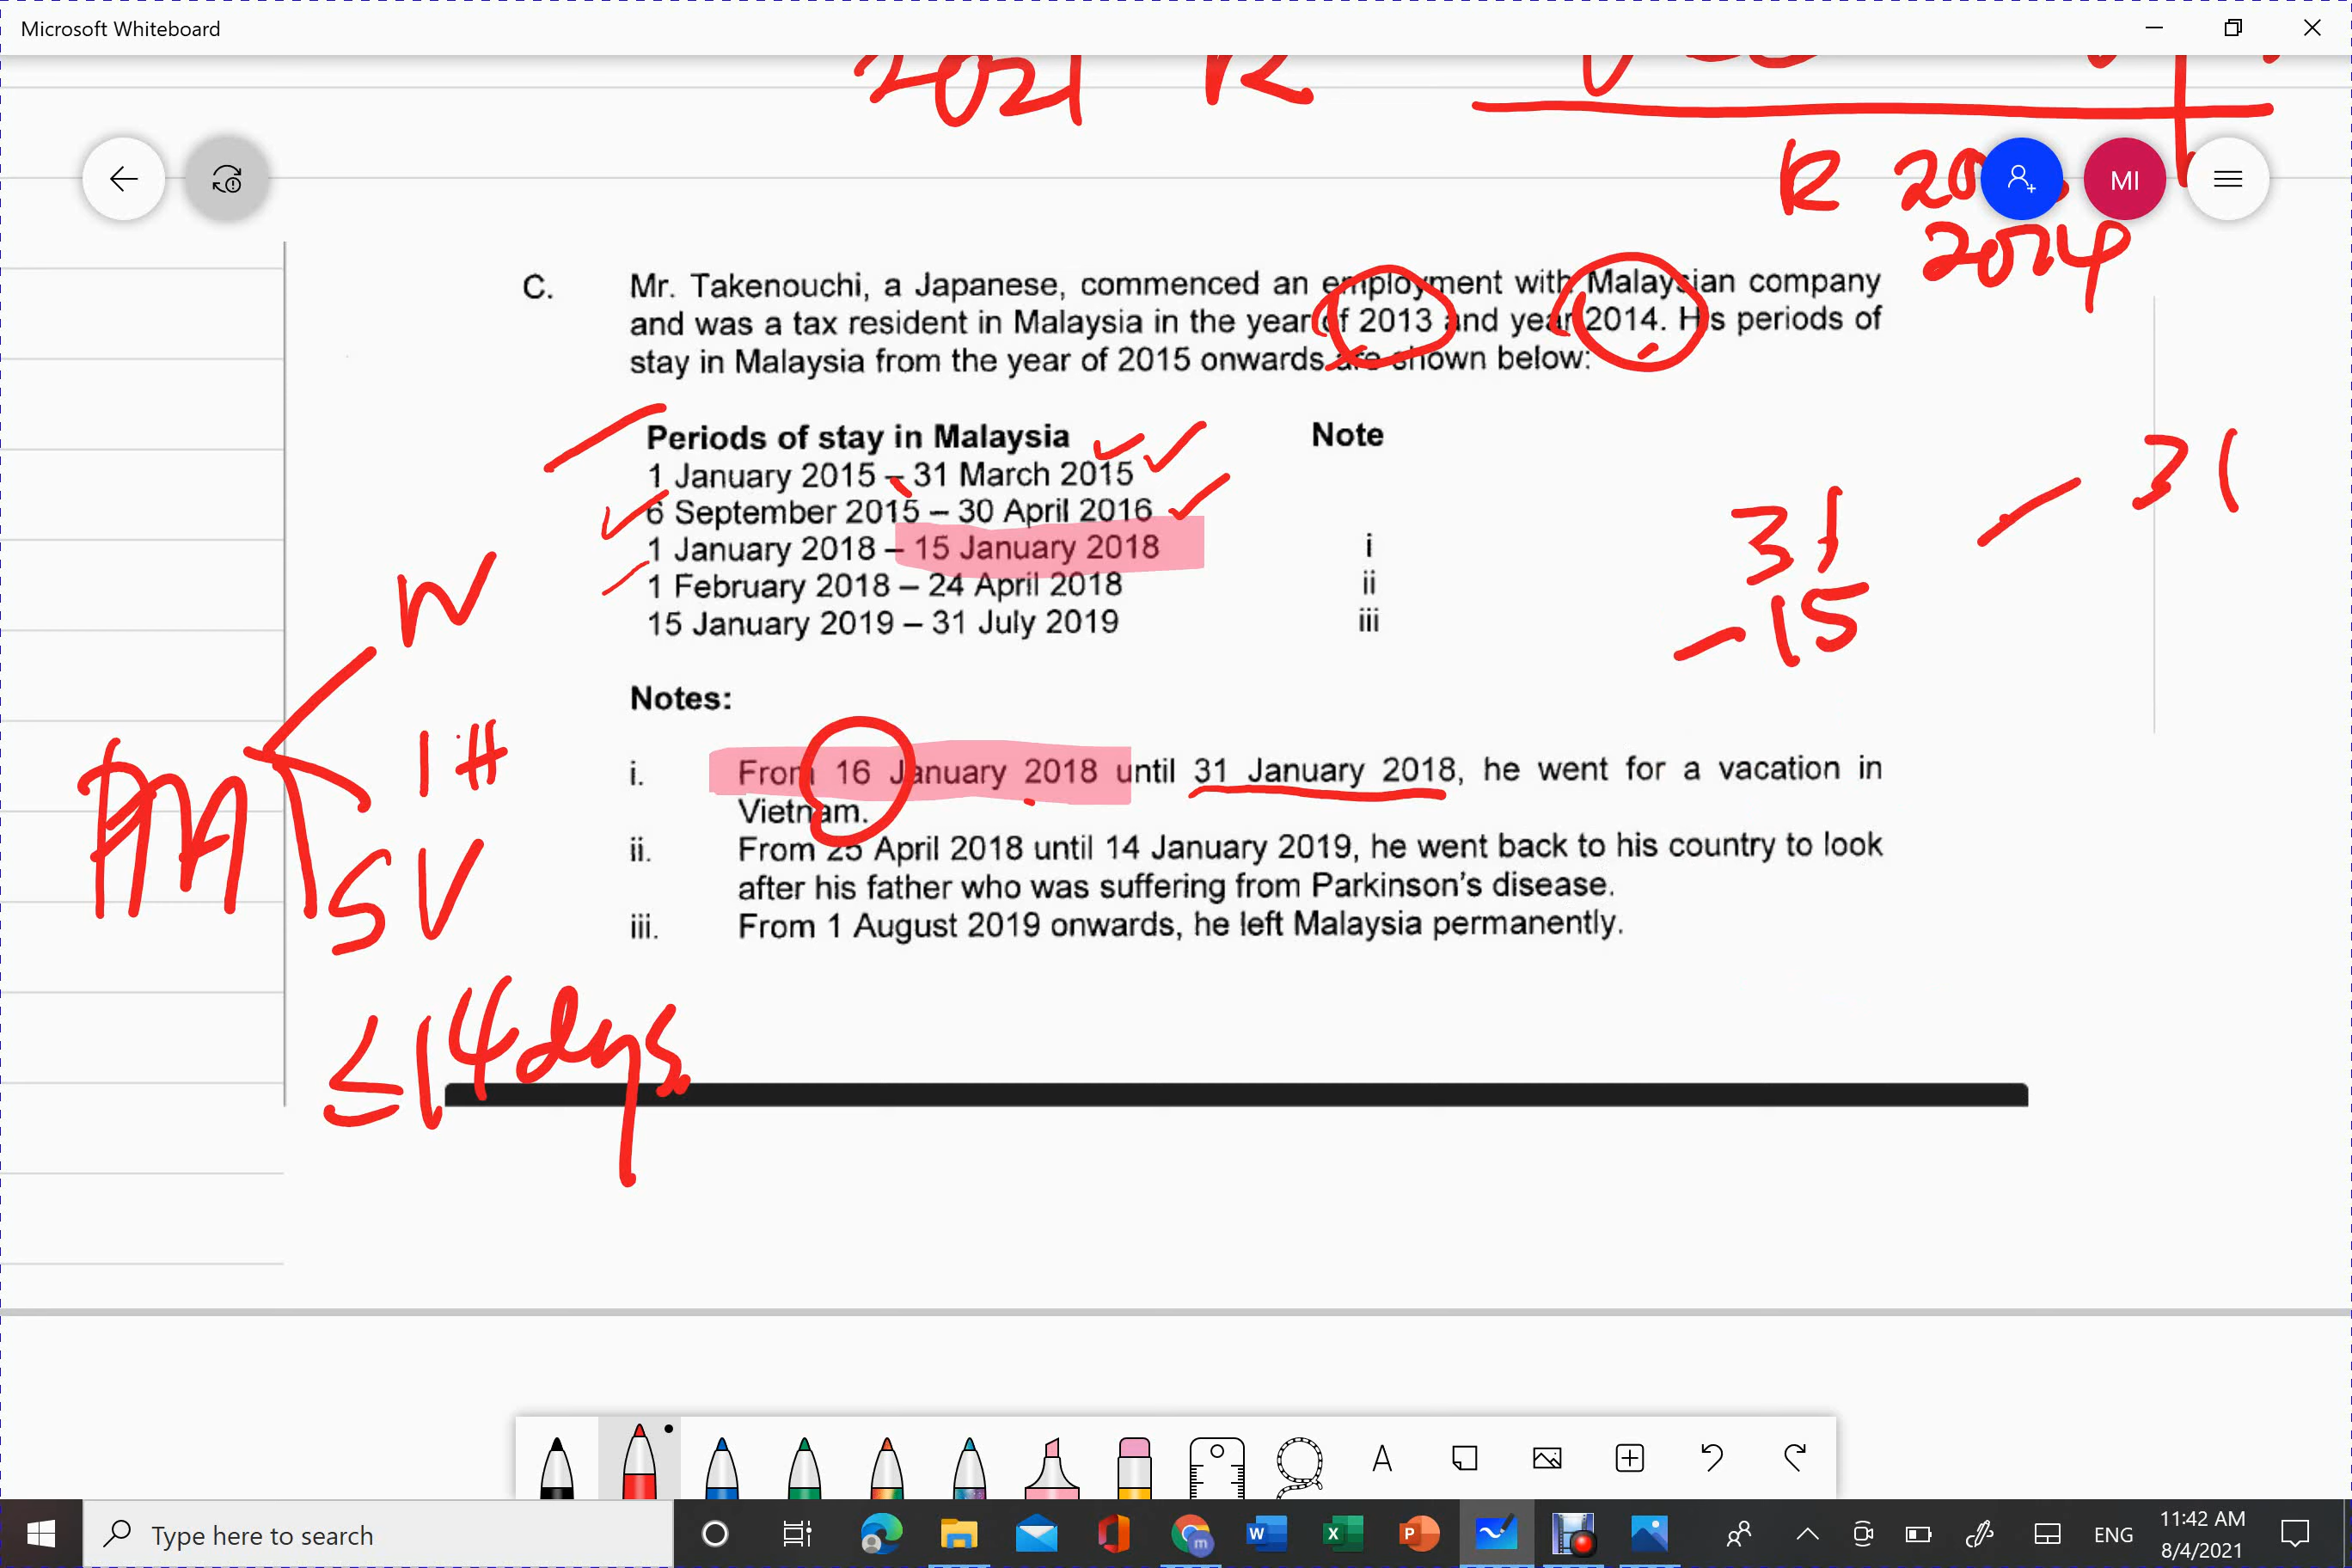 Microsoft Whiteboard
2021 R
R
2024
MI
C. Mr. Takenouchi, a Japanese, commenced an employment with Malaysian company
and was a tax resident in Malaysia in the year of 2013 and year 2014. His periods of
stay in Malaysia from the year of 2015 onwards are shown below:
Periods of stay in Malaysia Note
1 January 2015 – 31 March 2015
6 September 2015 – 30 April 2016
1 January 2018 – 15 January 2018 i
1 February 2018 – 24 April 2018 ii
15 January 2019 – 31 July 2019 iii
31
- 31
- 15
Notes:
i. From 16 January 2018 until 31 January 2018, he went for a vacation in
Vietnam.
ii. From 25 April 2018 until 14 January 2019, he went back to his country to look
after his father who was suffering from Parkinson's disease.
iii. From 1 August 2019 onwards, he left Malaysia permanently.
SV
≤14 dys
Type here to search
ENG
11:42 AM
8/4/2021